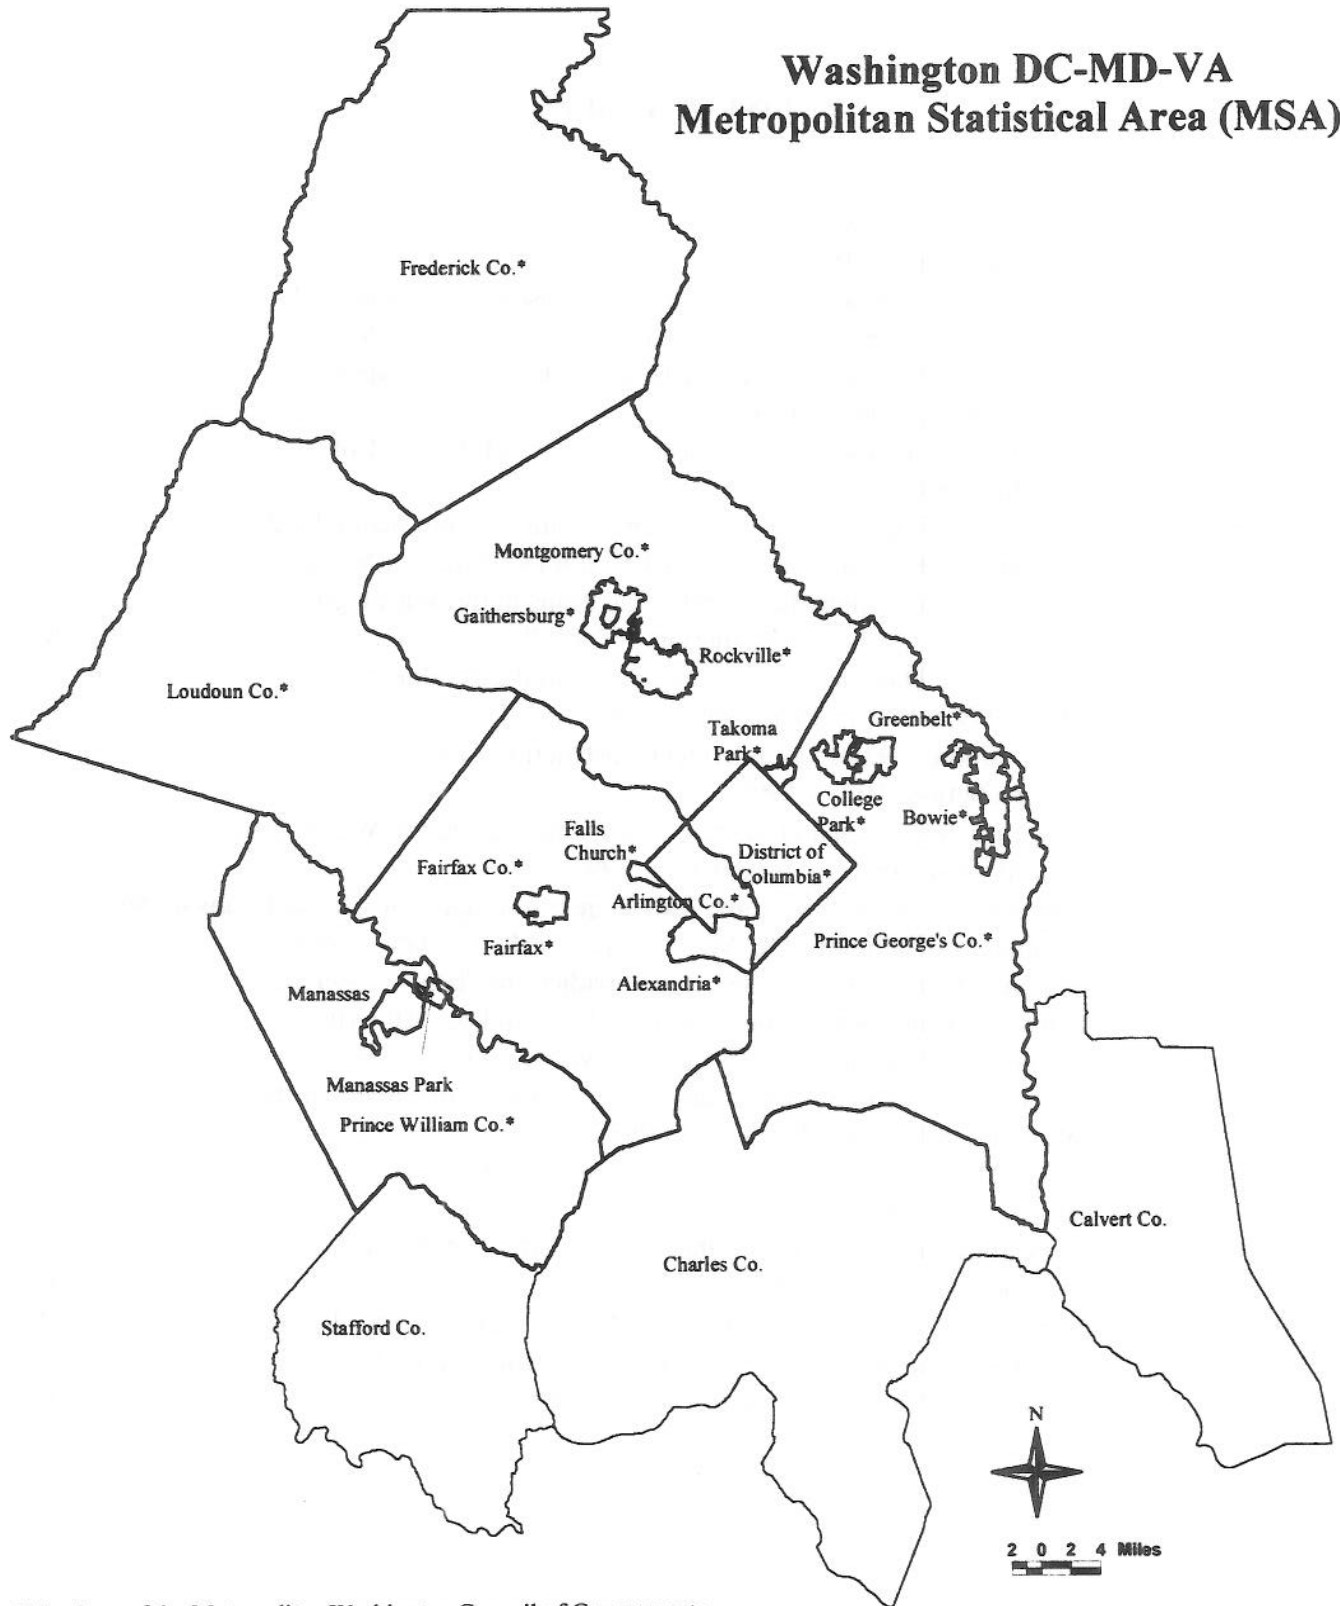 Washington DC-MD-VA
Metropolitan Statistical Area (MSA)
Frederick Co.*
Montgomery Co.*
Gaithersburg*
Rockville*
Loudoun Co.*
Takoma
Park*
Greenbelt*
College
Park*
Bowie*
Falls
Church*
District of
Columbia*
Fairfax Co.*
Arlington Co.*
Fairfax*
Prince George's Co.*
Alexandria*
Manassas
Manassas Park
Prince William Co.*
Calvert Co.
Charles Co.
Stafford Co.
N
2 0 2 4 Miles